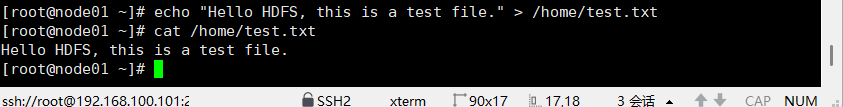 [root@node01 ~]# echo "Hello HDFS, this is a test file." > /home/test.txt
[root@node01 ~]# cat /home/test.txt
Hello HDFS, this is a test file.
[root@node01 ~]#
ssh://root@192.168.100.101:2 SSH2 xterm 90x17 17,18 3 会话 CAP NUM